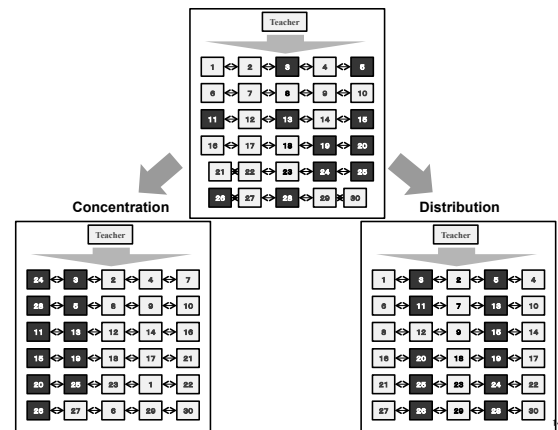 Teacher
1 2 3 4 5
6 7 8 9 10
11 12 13 14 15
16 17 18 19 20
21 22 23 24 25
26 27 28 29 30
Concentration
Teacher
24 3 2 4 7
28 5 8 9 10
11 13 12 14 16
15 19 18 17 21
20 25 23 1 22
26 27 6 29 30
Distribution
Teacher
1 3 2 5 4
6 11 7 13 10
8 12 9 15 14
16 20 18 19 17
21 25 23 24 22
27 26 29 28 30